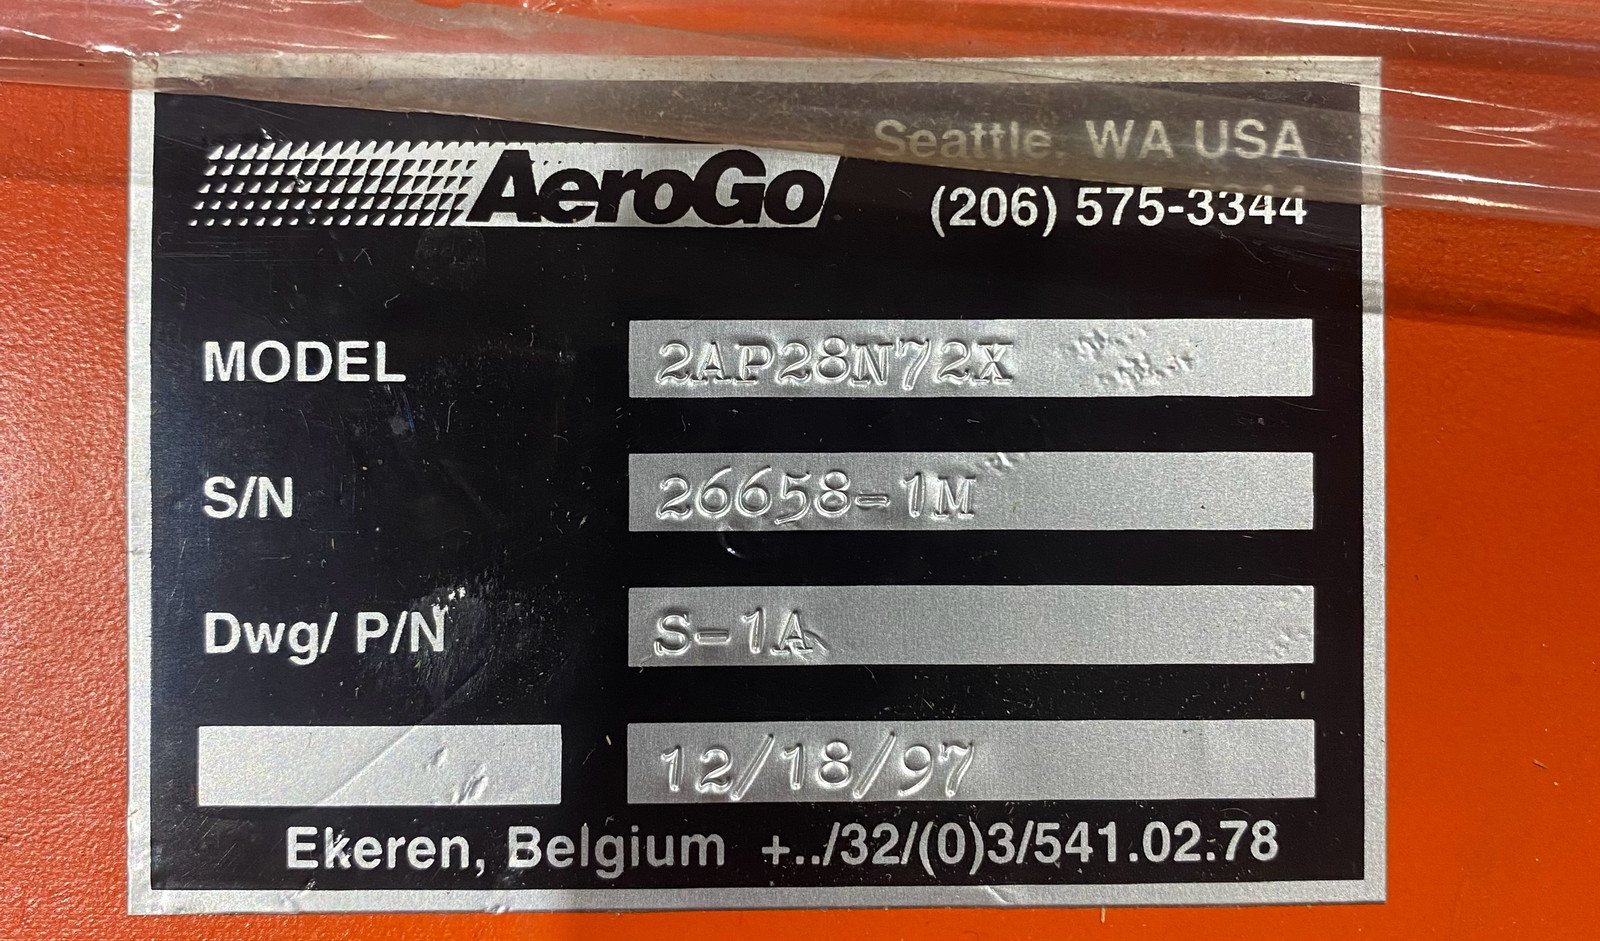 AeroGo
Seattle, WA USA
(206) 575-3344
MODEL 2AP28N72X
S/N 26658-1M
Dwg/ P/N S-1A
12/18/97
Ekeren, Belgium +../32/(0)3/541.02.78